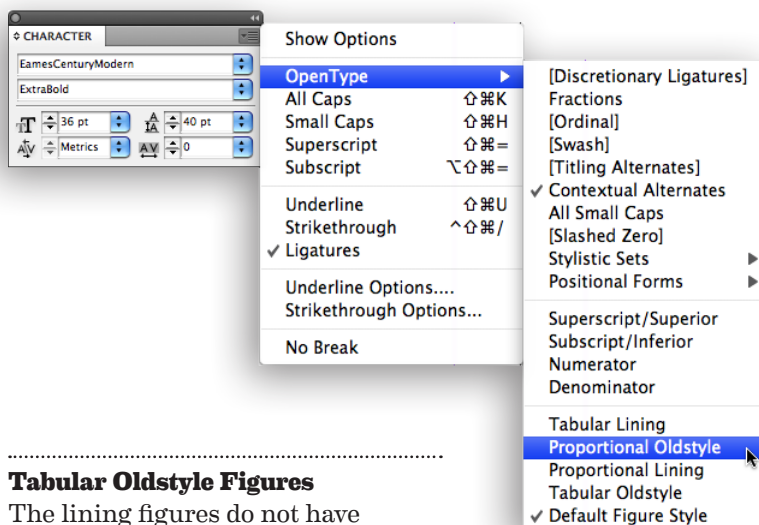 CHARACTER
EamesCenturyModern
ExtraBold
36 pt
40 pt
Metrics
0
Show Options
OpenType
All Caps ⇧⌘K
Small Caps ⇧⌘H
Superscript ⇧⌘=
Subscript ⌥⇧⌘=
Underline ⇧⌘U
Strikethrough ^⇧⌘/
✓ Ligatures
Underline Options....
Strikethrough Options...
No Break
[Discretionary Ligatures]
Fractions
[Ordinal]
[Swash]
[Titling Alternates]
✓ Contextual Alternates
All Small Caps
[Slashed Zero]
Stylistic Sets
Positional Forms
Superscript/Superior
Subscript/Inferior
Numerator
Denominator
Tabular Lining
Proportional Oldstyle
Proportional Lining
Tabular Oldstyle
✓ Default Figure Style
Tabular Oldstyle Figures
The lining figures do not have